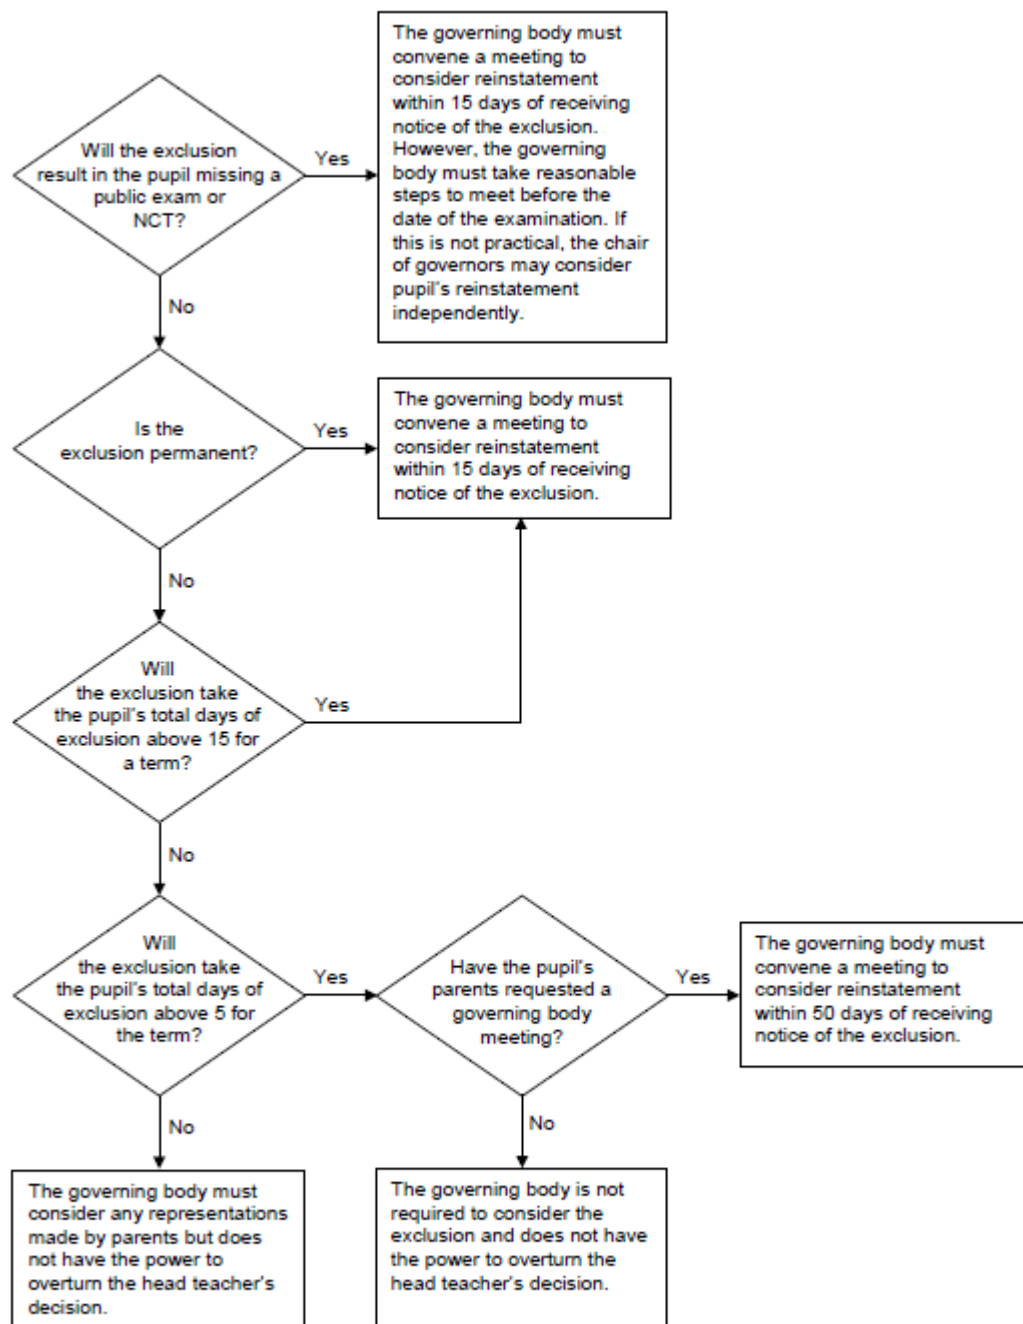 Will the exclusion
result in the pupil missing a
public exam or
NCT?
Yes
The governing body must
convene a meeting to
consider reinstatement
within 15 days of receiving
notice of the exclusion.
However, the governing
body must take reasonable
steps to meet before the
date of the examination. If
this is not practical, the chair
of governors may consider
pupil's reinstatement
independently.
No
Is the
exclusion permanent?
Yes
The governing body must
convene a meeting to
consider reinstatement
within 15 days of receiving
notice of the exclusion.
No
Will
the exclusion take
the pupil's total days of
exclusion above 15 for
a term?
Yes
No
Will
the exclusion take
the pupil's total days of
exclusion above 5 for
the term?
Yes
Have the pupil's
parents requested a
governing body
meeting?
Yes
The governing body must
convene a meeting to
consider reinstatement
within 50 days of receiving
notice of the exclusion.
No
The governing body must
consider any representations
made by parents but does
not have the power to
overturn the head teacher's
decision.
No
The governing body is not
required to consider the
exclusion and does not have
the power to overturn the
head teacher's decision.